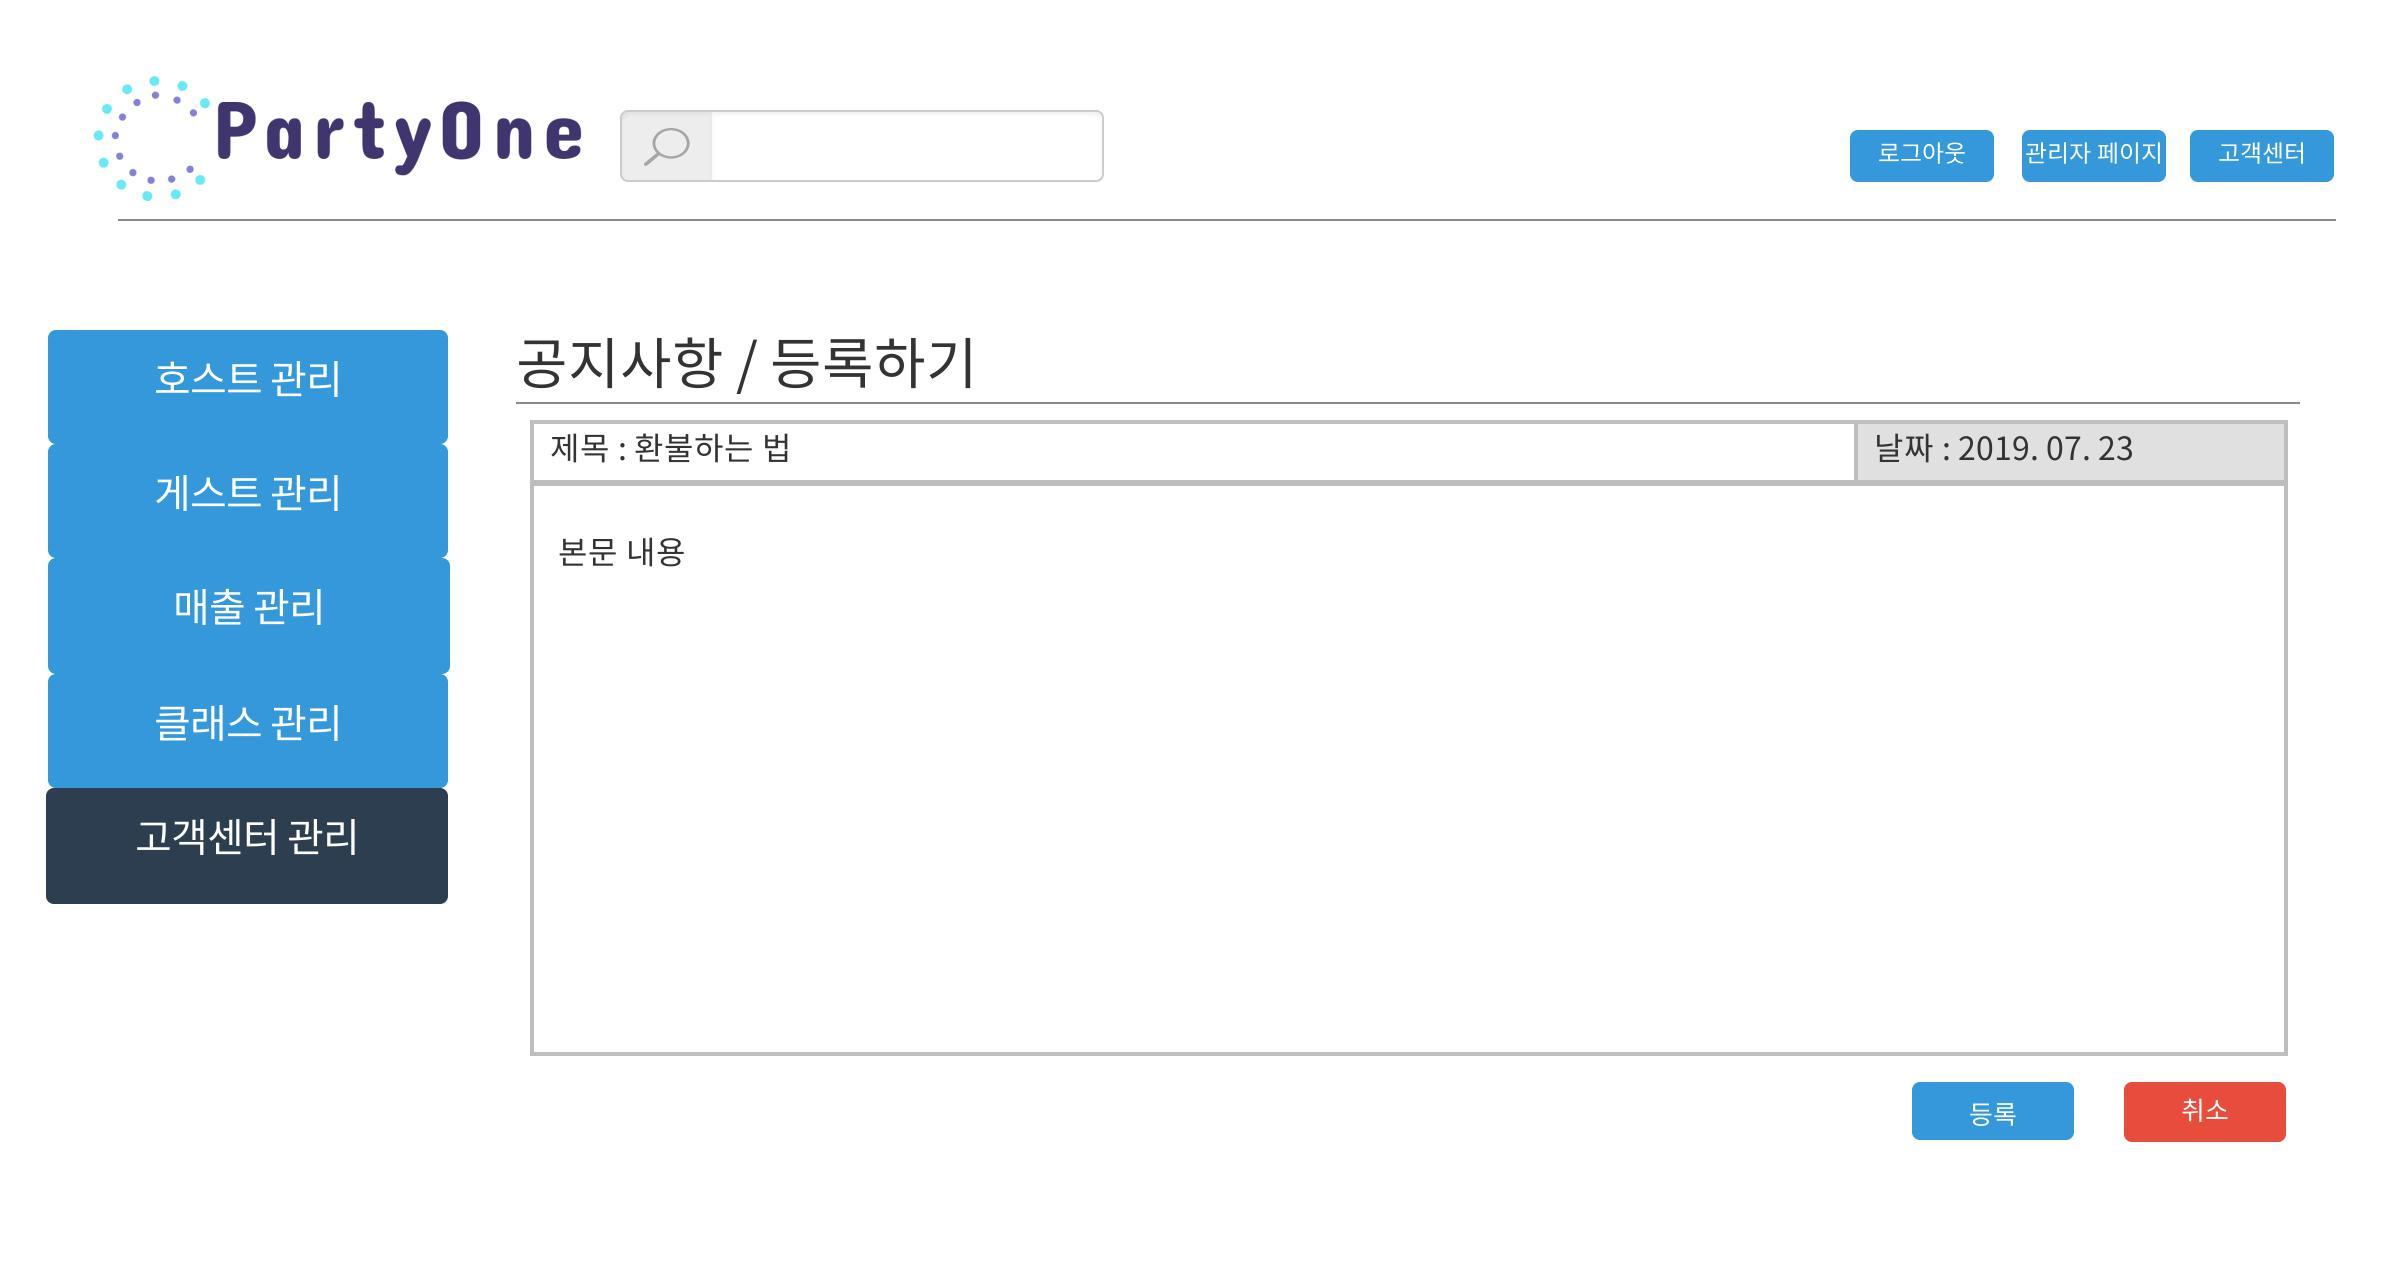 PartyOne
로그아웃
관리자 페이지
고객센터
호스트 관리
게스트 관리
매출 관리
클래스 관리
고객센터 관리
공지사항 / 등록하기
제목 : 환불하는 법
날짜 : 2019. 07. 23
본문 내용
등록
취소